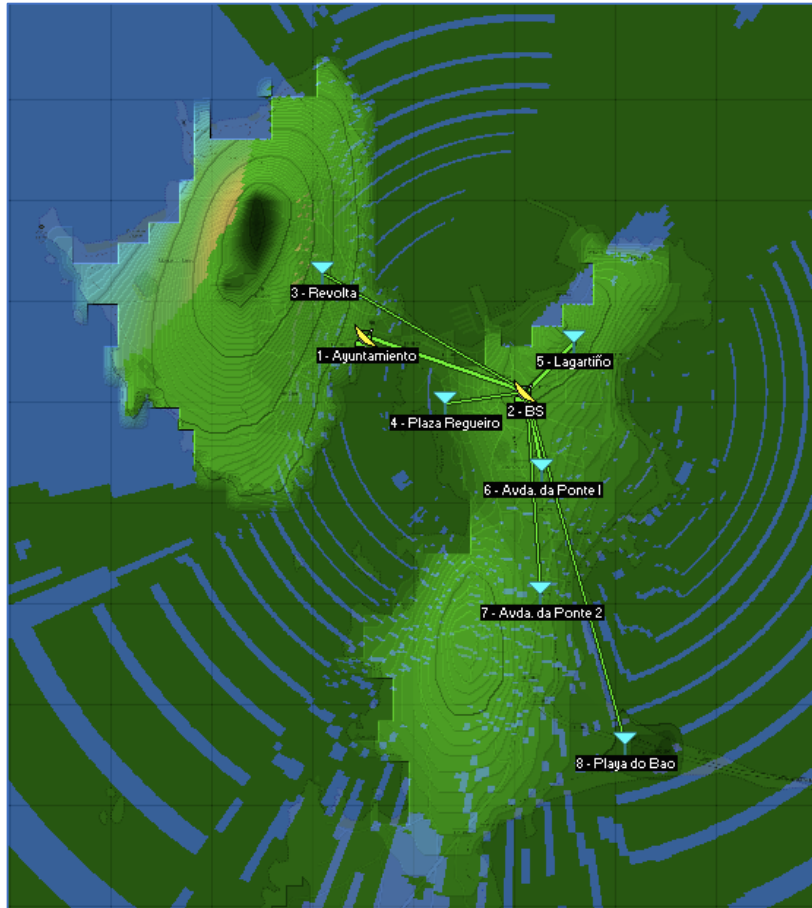 3 - Revolta
1 - Ayuntamiento
5 - Lagartiño
2 - BS
4 - Plaza Regueiro
6 - Avda. da Ponte I
7 - Avda. da Ponte 2
8 - Playa do Bao